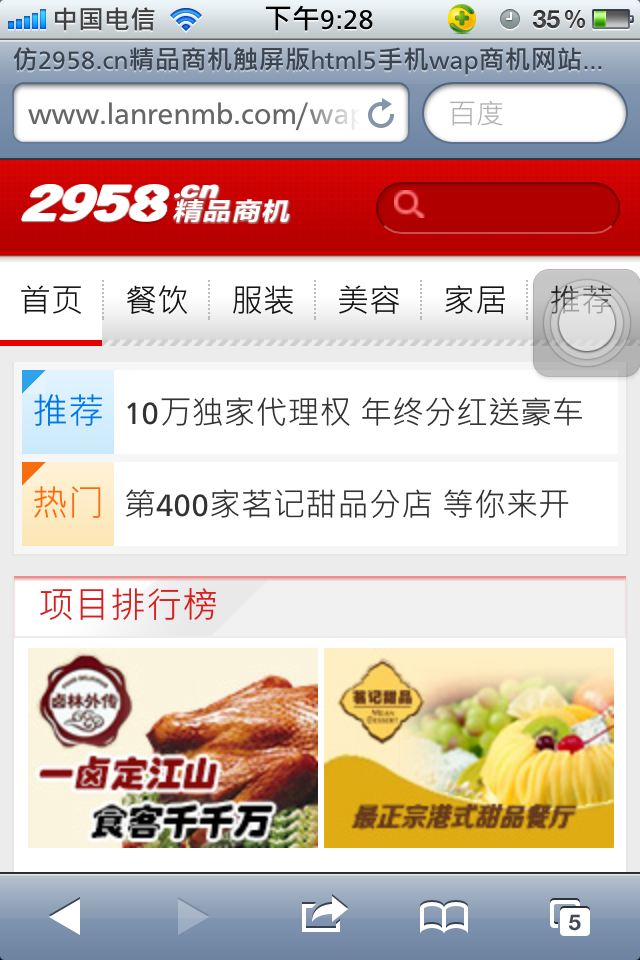 中国电信 下午9:28 35%
仿2958.cn精品商机触屏版html5手机wap商机网站...
www.lanrenmb.com/wap 百度
2958.cn 精品商机
首页 餐饮 服装 美容 家居 推荐
推荐 10万独家代理权 年终分红送豪车
热门 第400家茗记甜品分店 等你来开
项目排行榜
卤林外传
一卤定江山
食客千千万
茗记甜品
MEAN
DESSERT
最正宗港式甜品餐厅
5